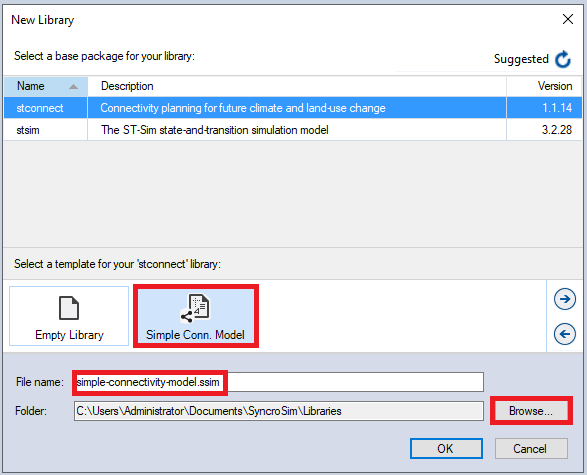 New Library
Select a base package for your library:
Suggested
Name Description Version
stconnect Connectivity planning for future climate and land-use change 1.1.14
stsim The ST-Sim state-and-transition simulation model 3.2.28
Select a template for your 'stconnect' library:
Empty Library Simple Conn. Model
File name: simple-connectivity-model.ssim
Folder: C:\Users\Administrator\Documents\SyncroSim\Libraries Browse...
OK Cancel